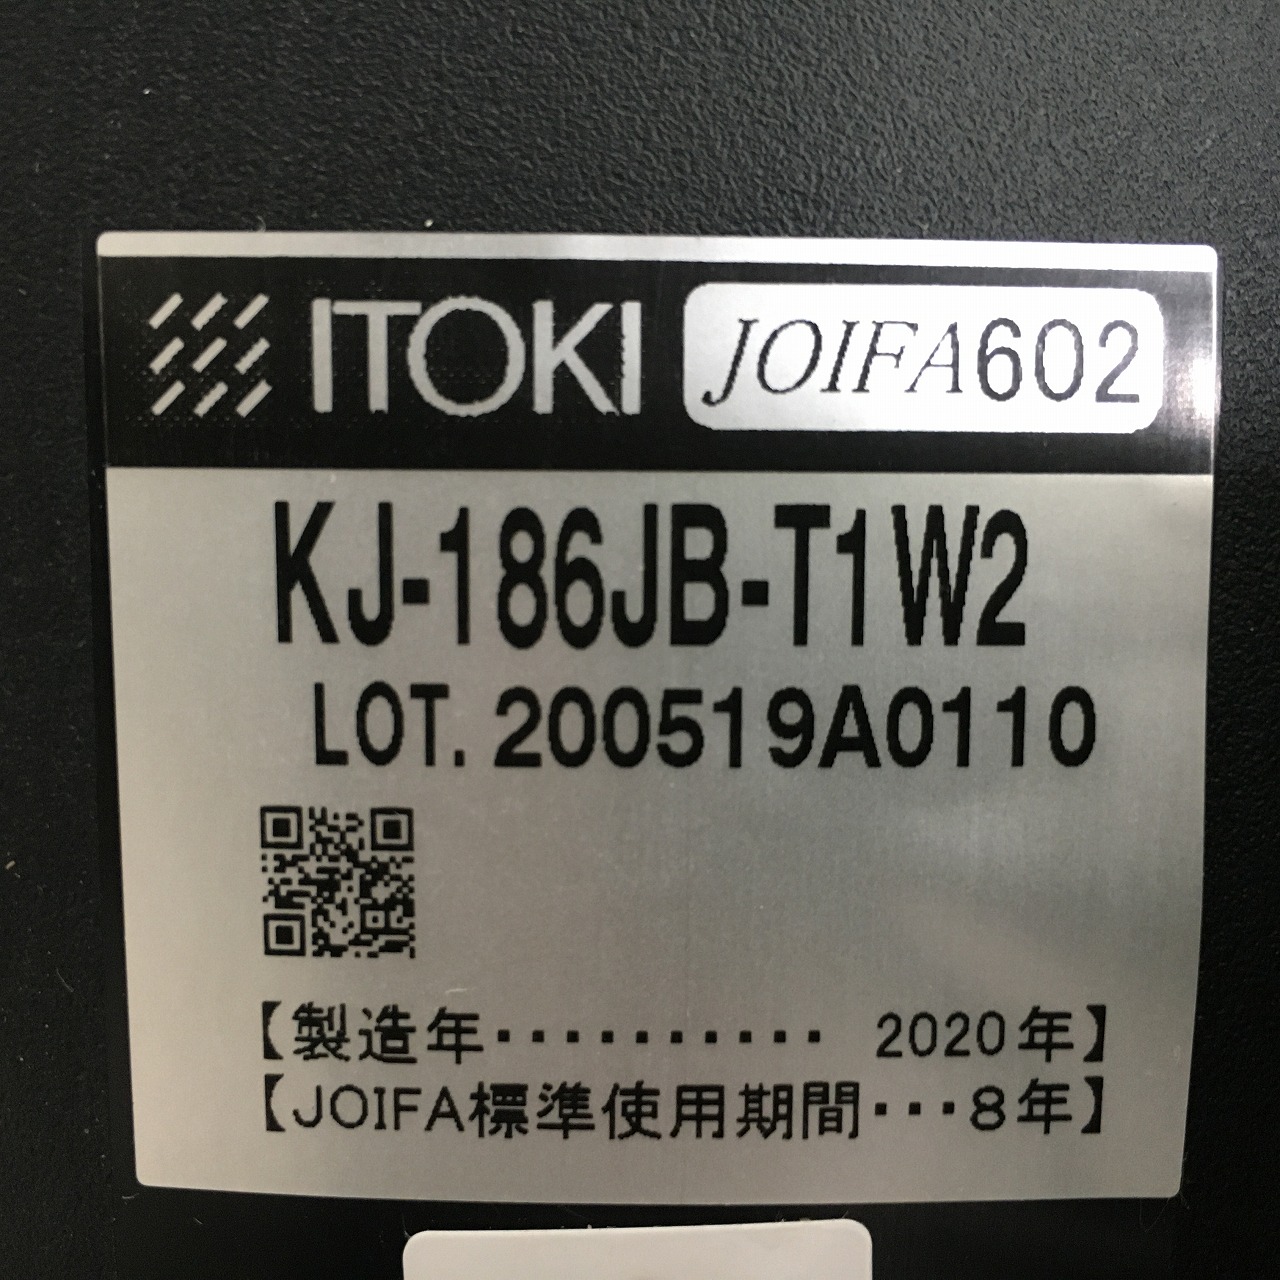 ITOKI JOIFA602
KJ-186JB-T1W2
LOT. 200519A0110
【製造年・・・・・・・・・・ 2020年】
【JOIFA標準使用期間・・・8年】